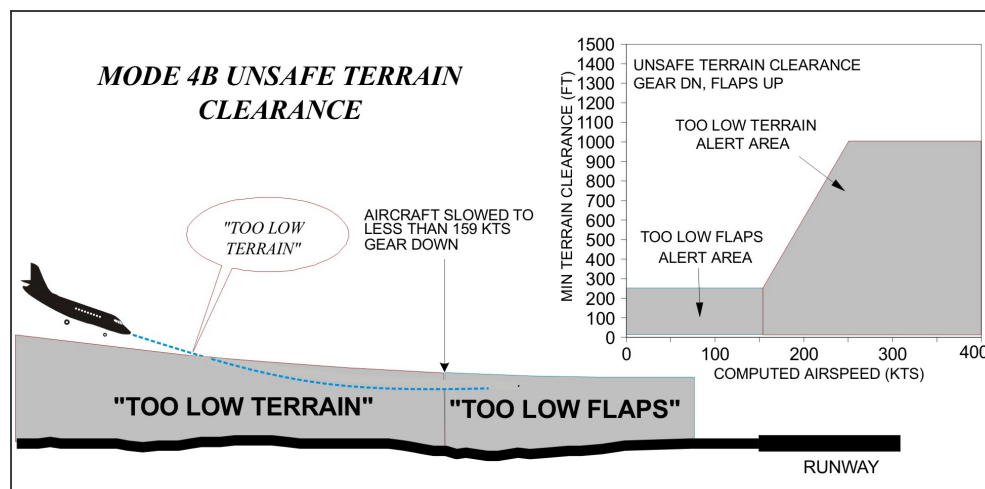 MODE 4B UNSAFE TERRAIN
CLEARANCE
"TOO LOW
TERRAIN"
AIRCRAFT SLOWED TO
LESS THAN 159 KTS
GEAR DOWN
"TOO LOW TERRAIN"
"TOO LOW FLAPS"
RUNWAY
MIN TERRAIN CLEARANCE (FT)
1500
1400
1300
1200
1100
1000
900
800
700
600
500
400
300
200
100
0
UNSAFE TERRAIN CLEARANCE
GEAR DN, FLAPS UP
TOO LOW TERRAIN
ALERT AREA
TOO LOW FLAPS
ALERT AREA
0 100 200 300 400
COMPUTED AIRSPEED (KTS)